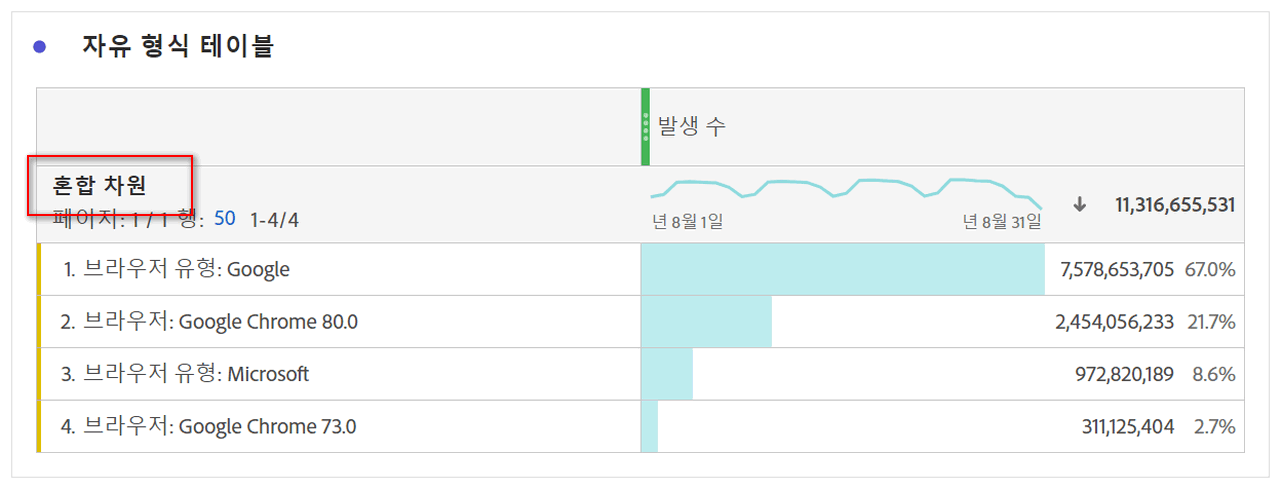 자유 형식 테이블
발생 수
혼합 차원
페이지: 1 / 1 행: 50 1-4/4
년 8월 1일 년 8월 31일 11,316,655,531
1. 브라우저 유형: Google 7,578,653,705 67.0%
2. 브라우저: Google Chrome 80.0 2,454,056,233 21.7%
3. 브라우저 유형: Microsoft 972,820,189 8.6%
4. 브라우저: Google Chrome 73.0 311,125,404 2.7%